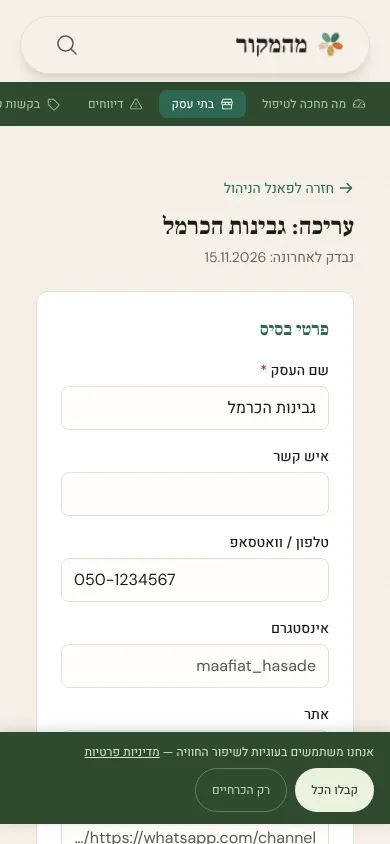 מהמקור
מה מחכה לטיפול
בתי עסק
דיווחים
בקשות
חזרה לפאנל הניהול →
עריכה: גבינות הכרמל
נבדק לאחרונה: 15.11.2026
פרטי בסיס
שם העסק *
גבינות הכרמל
איש קשר
טלפון / וואטסאפ
050-1234567
אינסטגרם
maafiat_hasade
אתר
אנחנו משתמשים בעוגיות לשיפור החוויה — מדיניות פרטיות
קבלו הכל
רק הכרחיים
https://whatsapp.com/channel/...